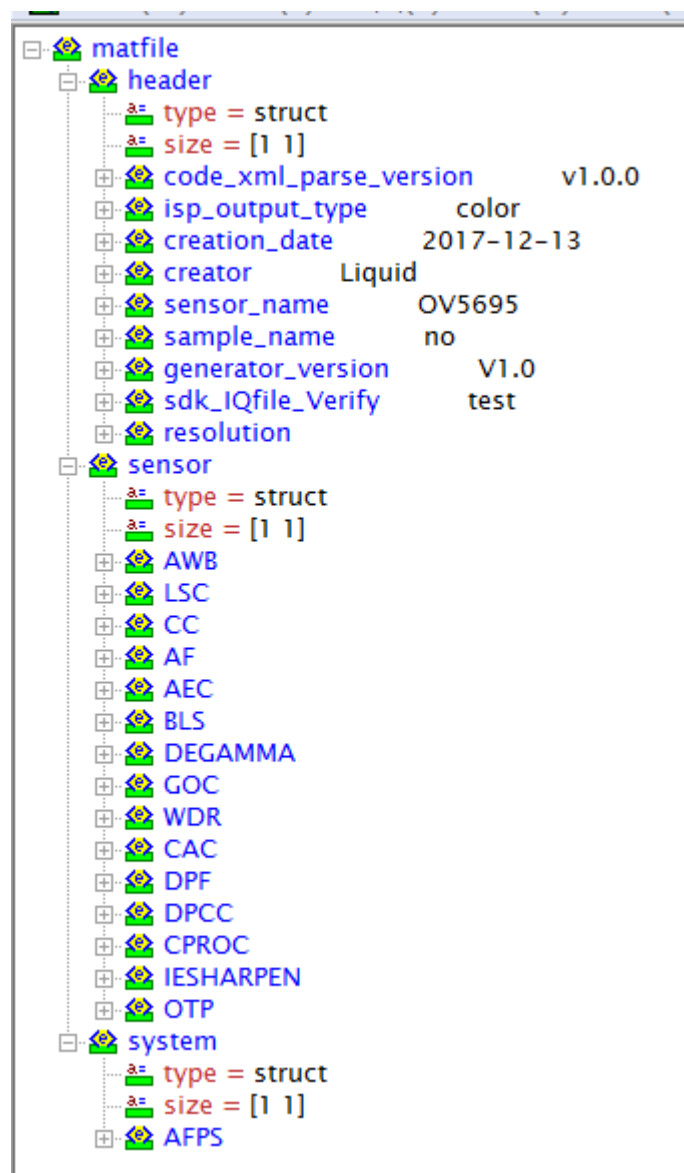 matfile
header
type = struct
size = [1 1]
code_xml_parse_version v1.0.0
isp_output_type color
creation_date 2017-12-13
creator Liquid
sensor_name OV5695
sample_name no
generator_version V1.0
sdk_IQfile_Verify test
resolution
sensor
type = struct
size = [1 1]
AWB
LSC
CC
AF
AEC
BLS
DEGAMMA
GOC
WDR
CAC
DPF
DPCC
CPROC
IESHARPEN
OTP
system
type = struct
size = [1 1]
AFPS